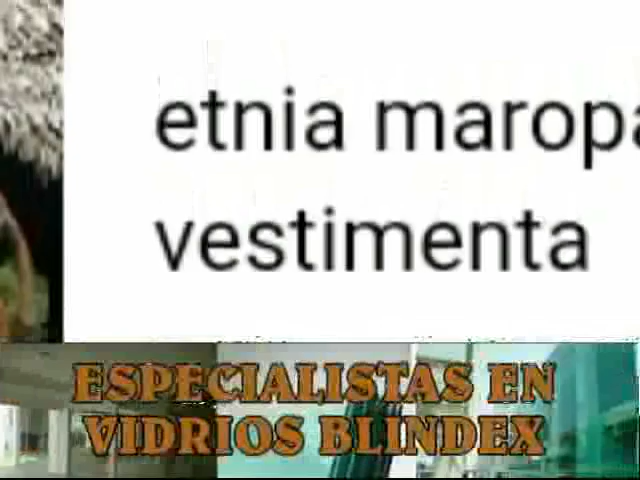 etnia maropa
vestimenta
ESPECIALISTAS EN
VIDRIOS BLINDEX